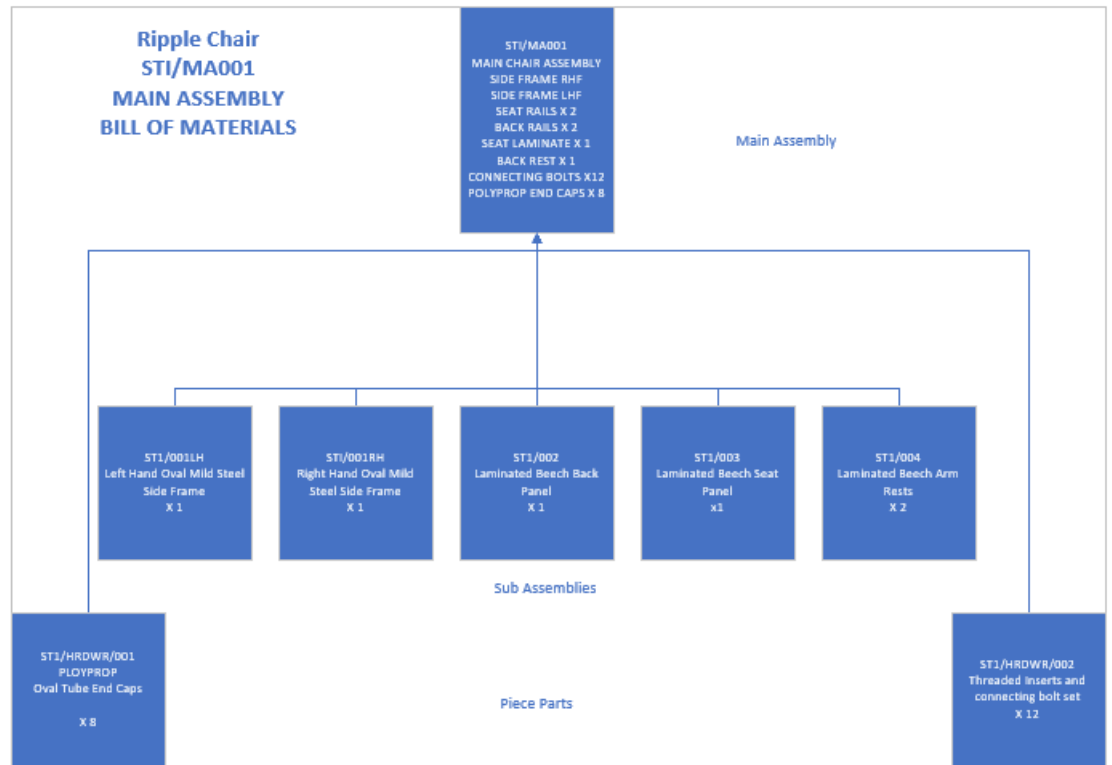 Ripple Chair
STI/MA001
MAIN ASSEMBLY
BILL OF MATERIALS
STI/MA001
MAIN CHAIR ASSEMBLY
SIDE FRAME RHF
SIDE FRAME LHF
SEAT RAILS X 2
BACK RAILS X 2
SEAT LAMINATE X 1
BACK REST X 1
CONNECTING BOLTS X12
POLYPROP END CAPS X 8
Main Assembly
ST1/001LH
Left Hand Oval Mild Steel
Side Frame
X 1
STI/001RH
Right Hand Oval Mild
Steel Side Frame
X 1
ST1/002
Laminated Beech Back
Panel
X 1
ST1/003
Laminated Beech Seat
Panel
x1
ST1/004
Laminated Beech Arm
Rests
X 2
Sub Assemblies
ST1/HRDWR/001
PLOYPROP
Oval Tube End Caps
X 8
Piece Parts
ST1/HRDWR/002
Threaded Inserts and
connecting bolt set
X 12